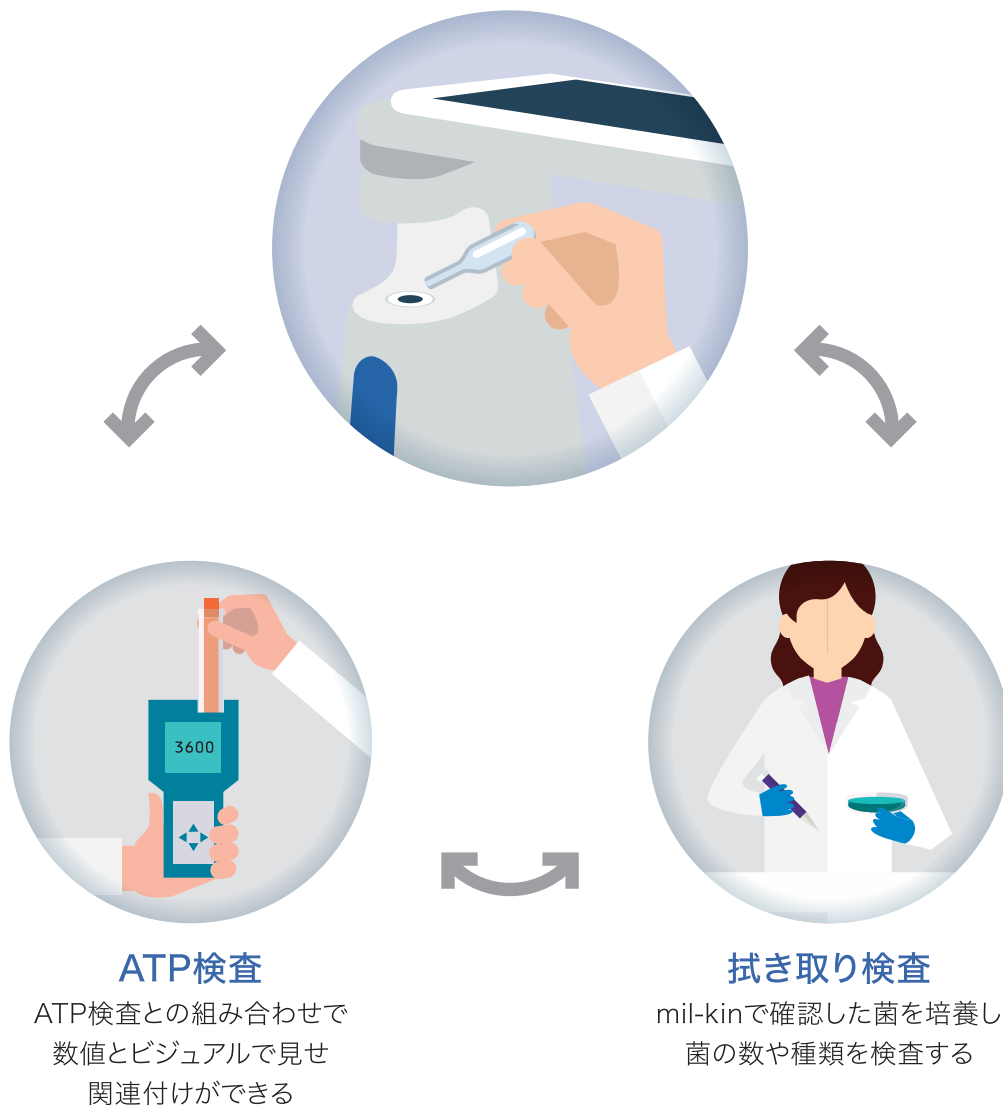 3600
ATP検査
ATP検査との組み合わせで
数値とビジュアルで見せ
関連付けができる
拭き取り検査
mil-kinで確認した菌を培養し
菌の数や種類を検査する